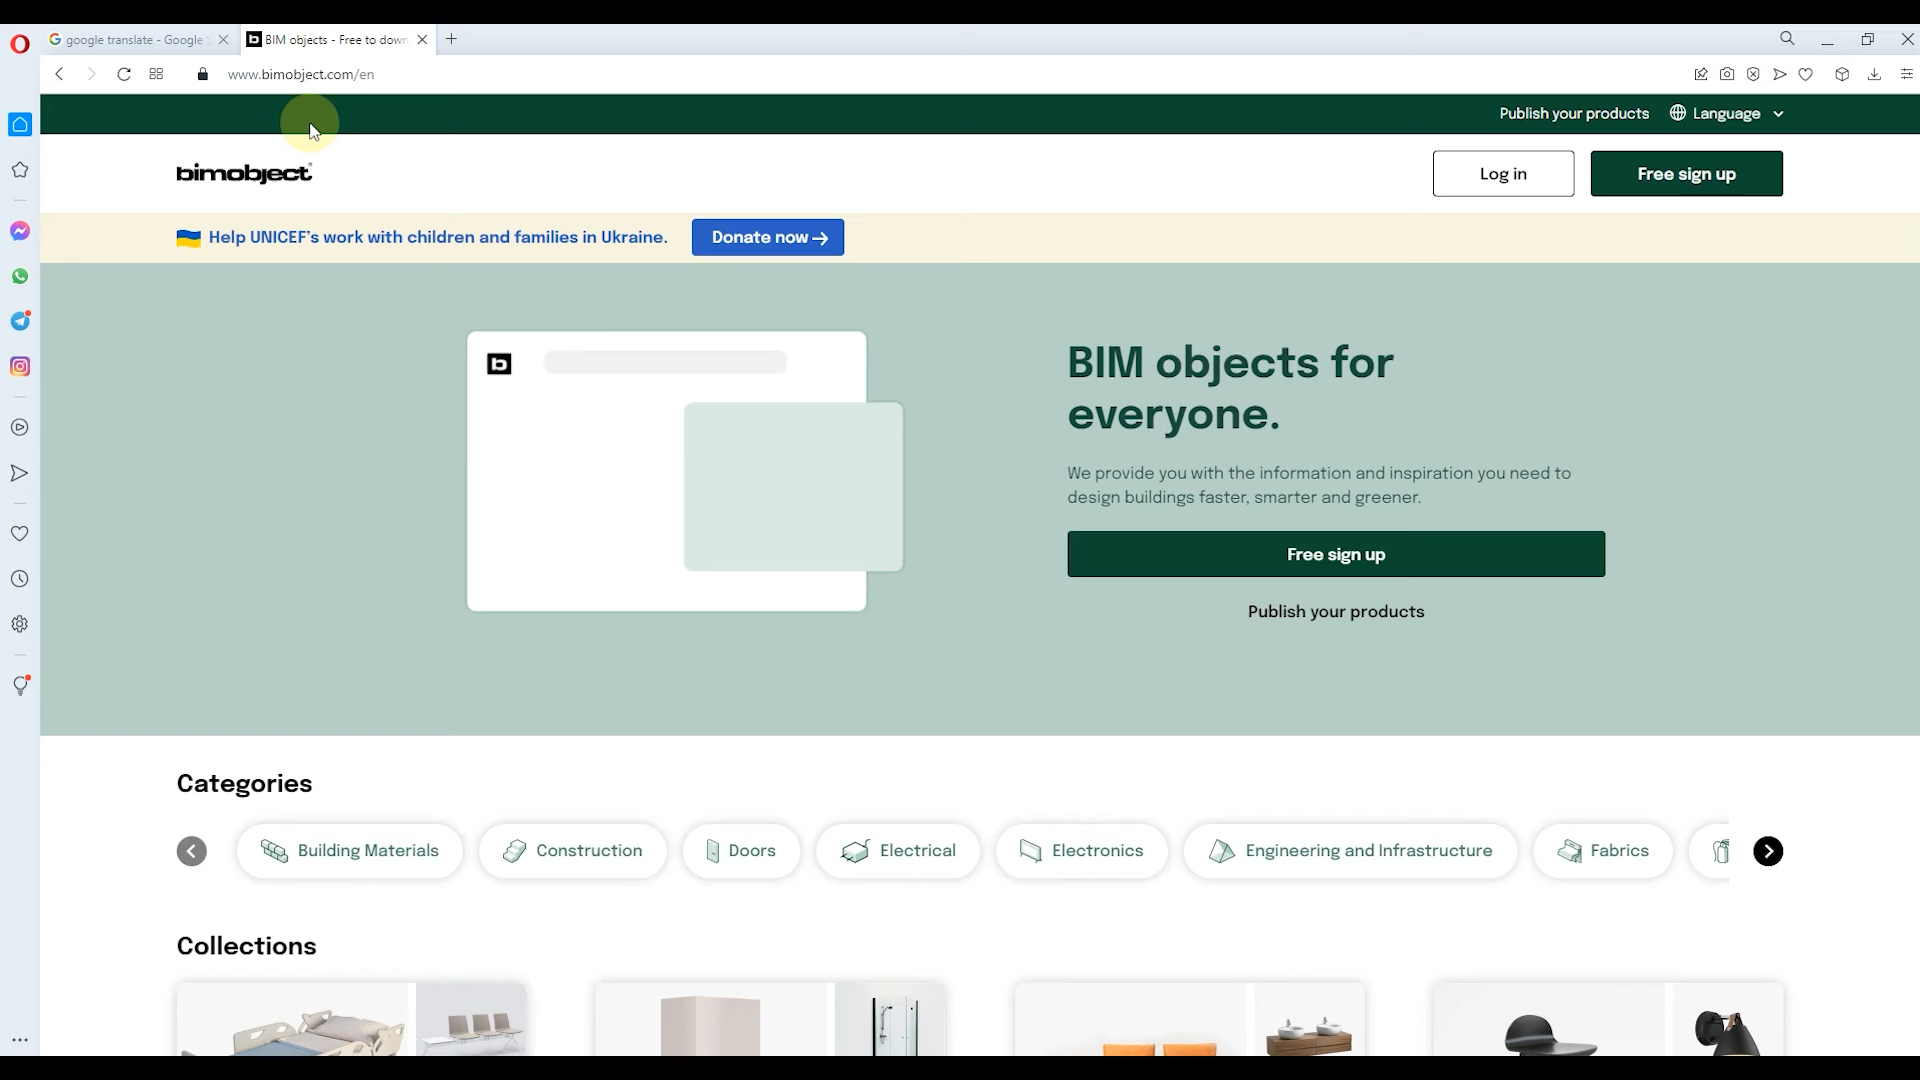 google translate - Google
BIM objects - Free to down
www.bimobject.com/en
Publish your products
Language
bimobject
Log in
Free sign up
Help UNICEF's work with children and families in Ukraine.
Donate now →
b
BIM objects for
everyone.
We provide you with the information and inspiration you need to
design buildings faster, smarter and greener.
Free sign up
Publish your products
Categories
Building Materials
Construction
Doors
Electrical
Electronics
Engineering and Infrastructure
Fabrics
Collections